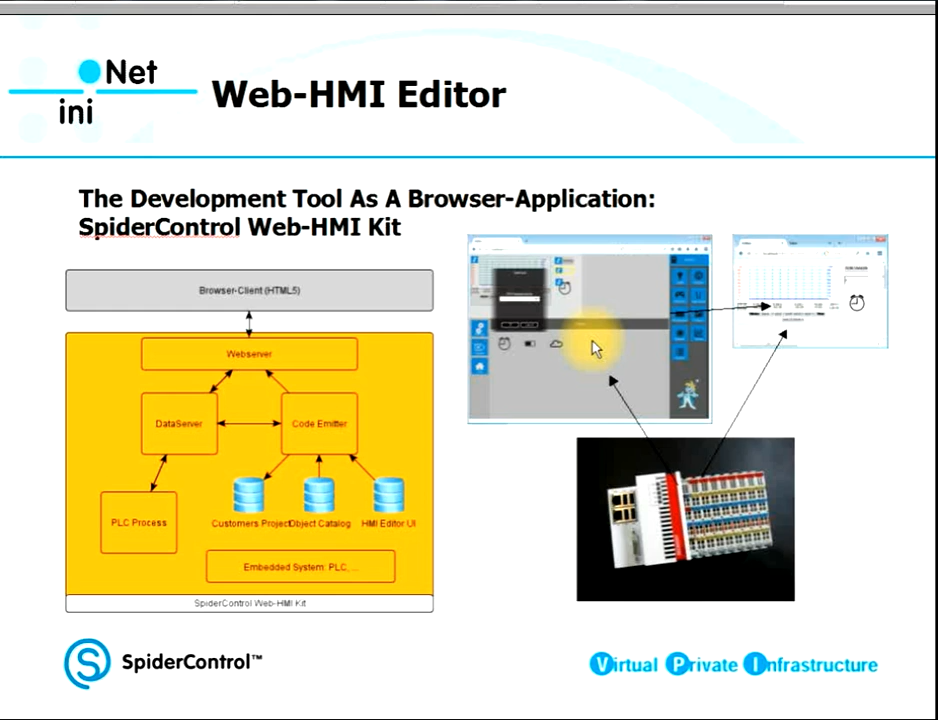 Net
ini
Web-HMI Editor
The Development Tool As A Browser-Application:
SpiderControl Web-HMI Kit
Browser-Client (HTML5)
Webserver
DataServer
Code Emitter
PLC Process
Customers Project
Object Catalog
HMI Editor UI
Embedded System: PLC, ...
SpiderControl Web-HMI Kit
S
SpiderControl™
Virtual Private Infrastructure